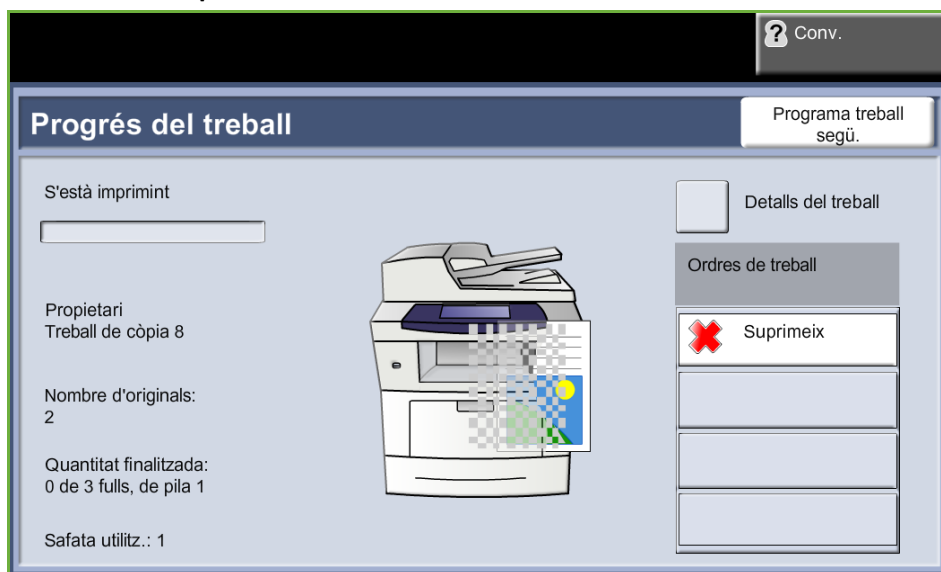 Conv.
Progrés del treball
Programa treball
segü.
S'està imprimint
Detalls del treball
Ordres de treball
Propietari
Treball de còpia 8
Suprimeix
Nombre d'originals:
2
Quantitat finalitzada:
0 de 3 fulls, de pila 1
Safata utilitz.: 1